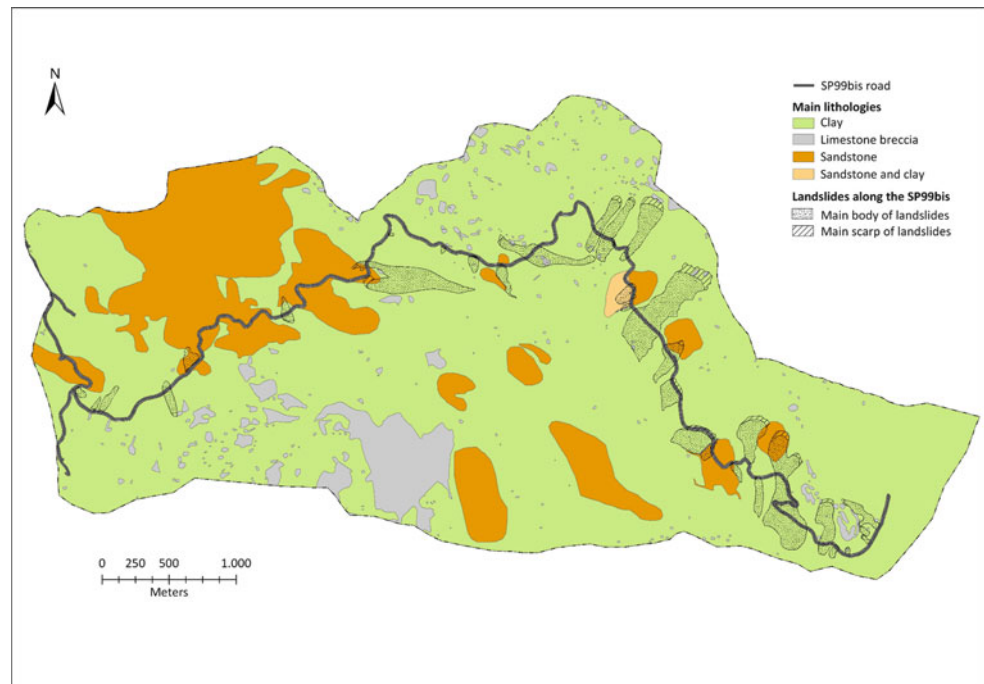 N
SP99bis road
Main lithologies
Clay
Limestone breccia
Sandstone
Sandstone and clay
Landslides along the SP99bis
Main body of landslides
Main scarp of landslides
0 250 500 1.000
Meters